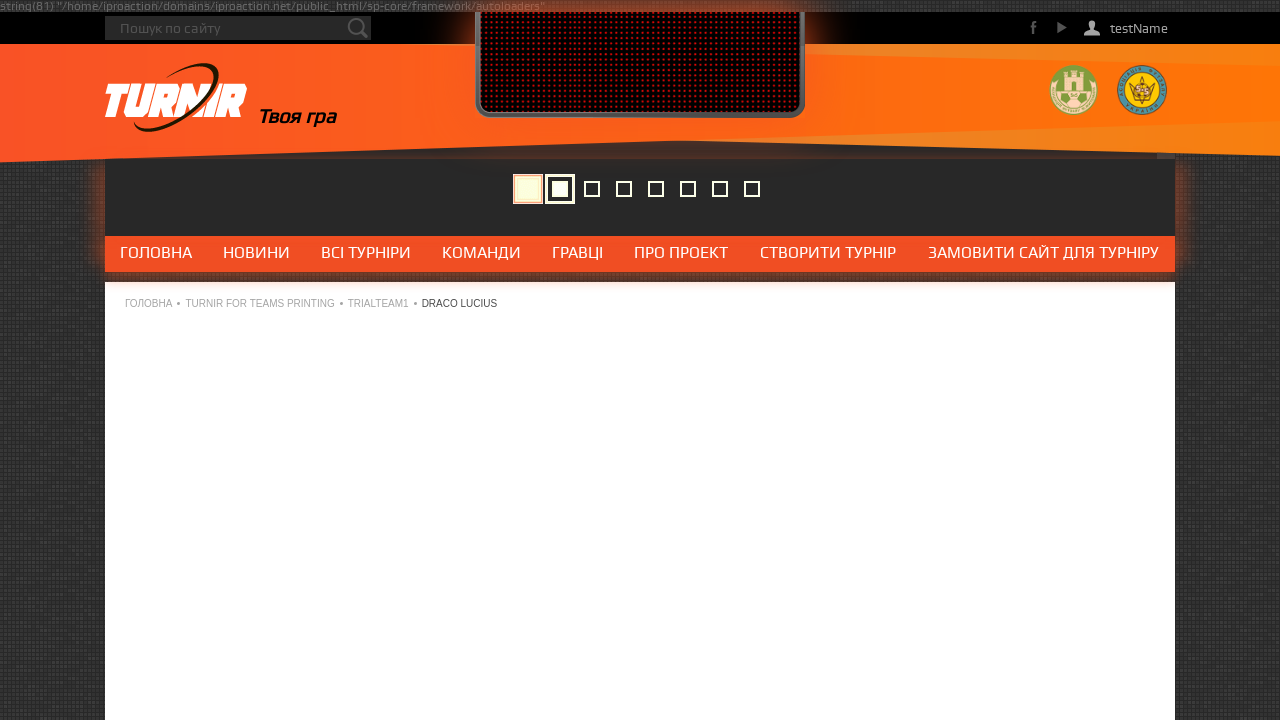 string(81) "/home/iproaction/domains/iproaction.net/public_html/sp-core/framework/autoloaders"
Пошук по сайту
testName
TURNIR
Твоя гра
ГОЛОВНА НОВИНИ ВСІ ТУРНІРИ КОМАНДИ ГРАВЦІ ПРО ПРОЕКТ СТВОРИТИ ТУРНІР ЗАМОВИТИ САЙТ ДЛЯ ТУРНІРУ
ГОЛОВНА • TURNIR FOR TEAMS PRINTING • TRIALTEAM1 • DRACO LUCIUS